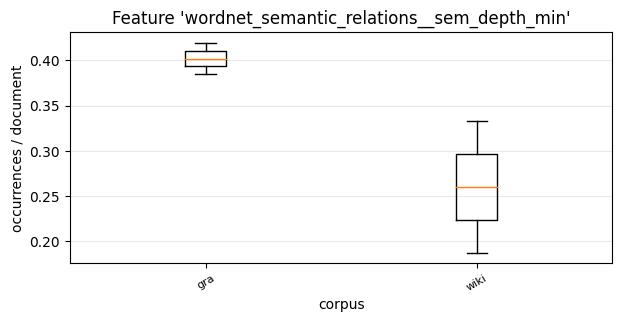 Feature 'wordnet_semantic_relations__sem_depth_min'
occurrences / document
0.40
0.35
0.30
0.25
0.20
gra
wiki
corpus